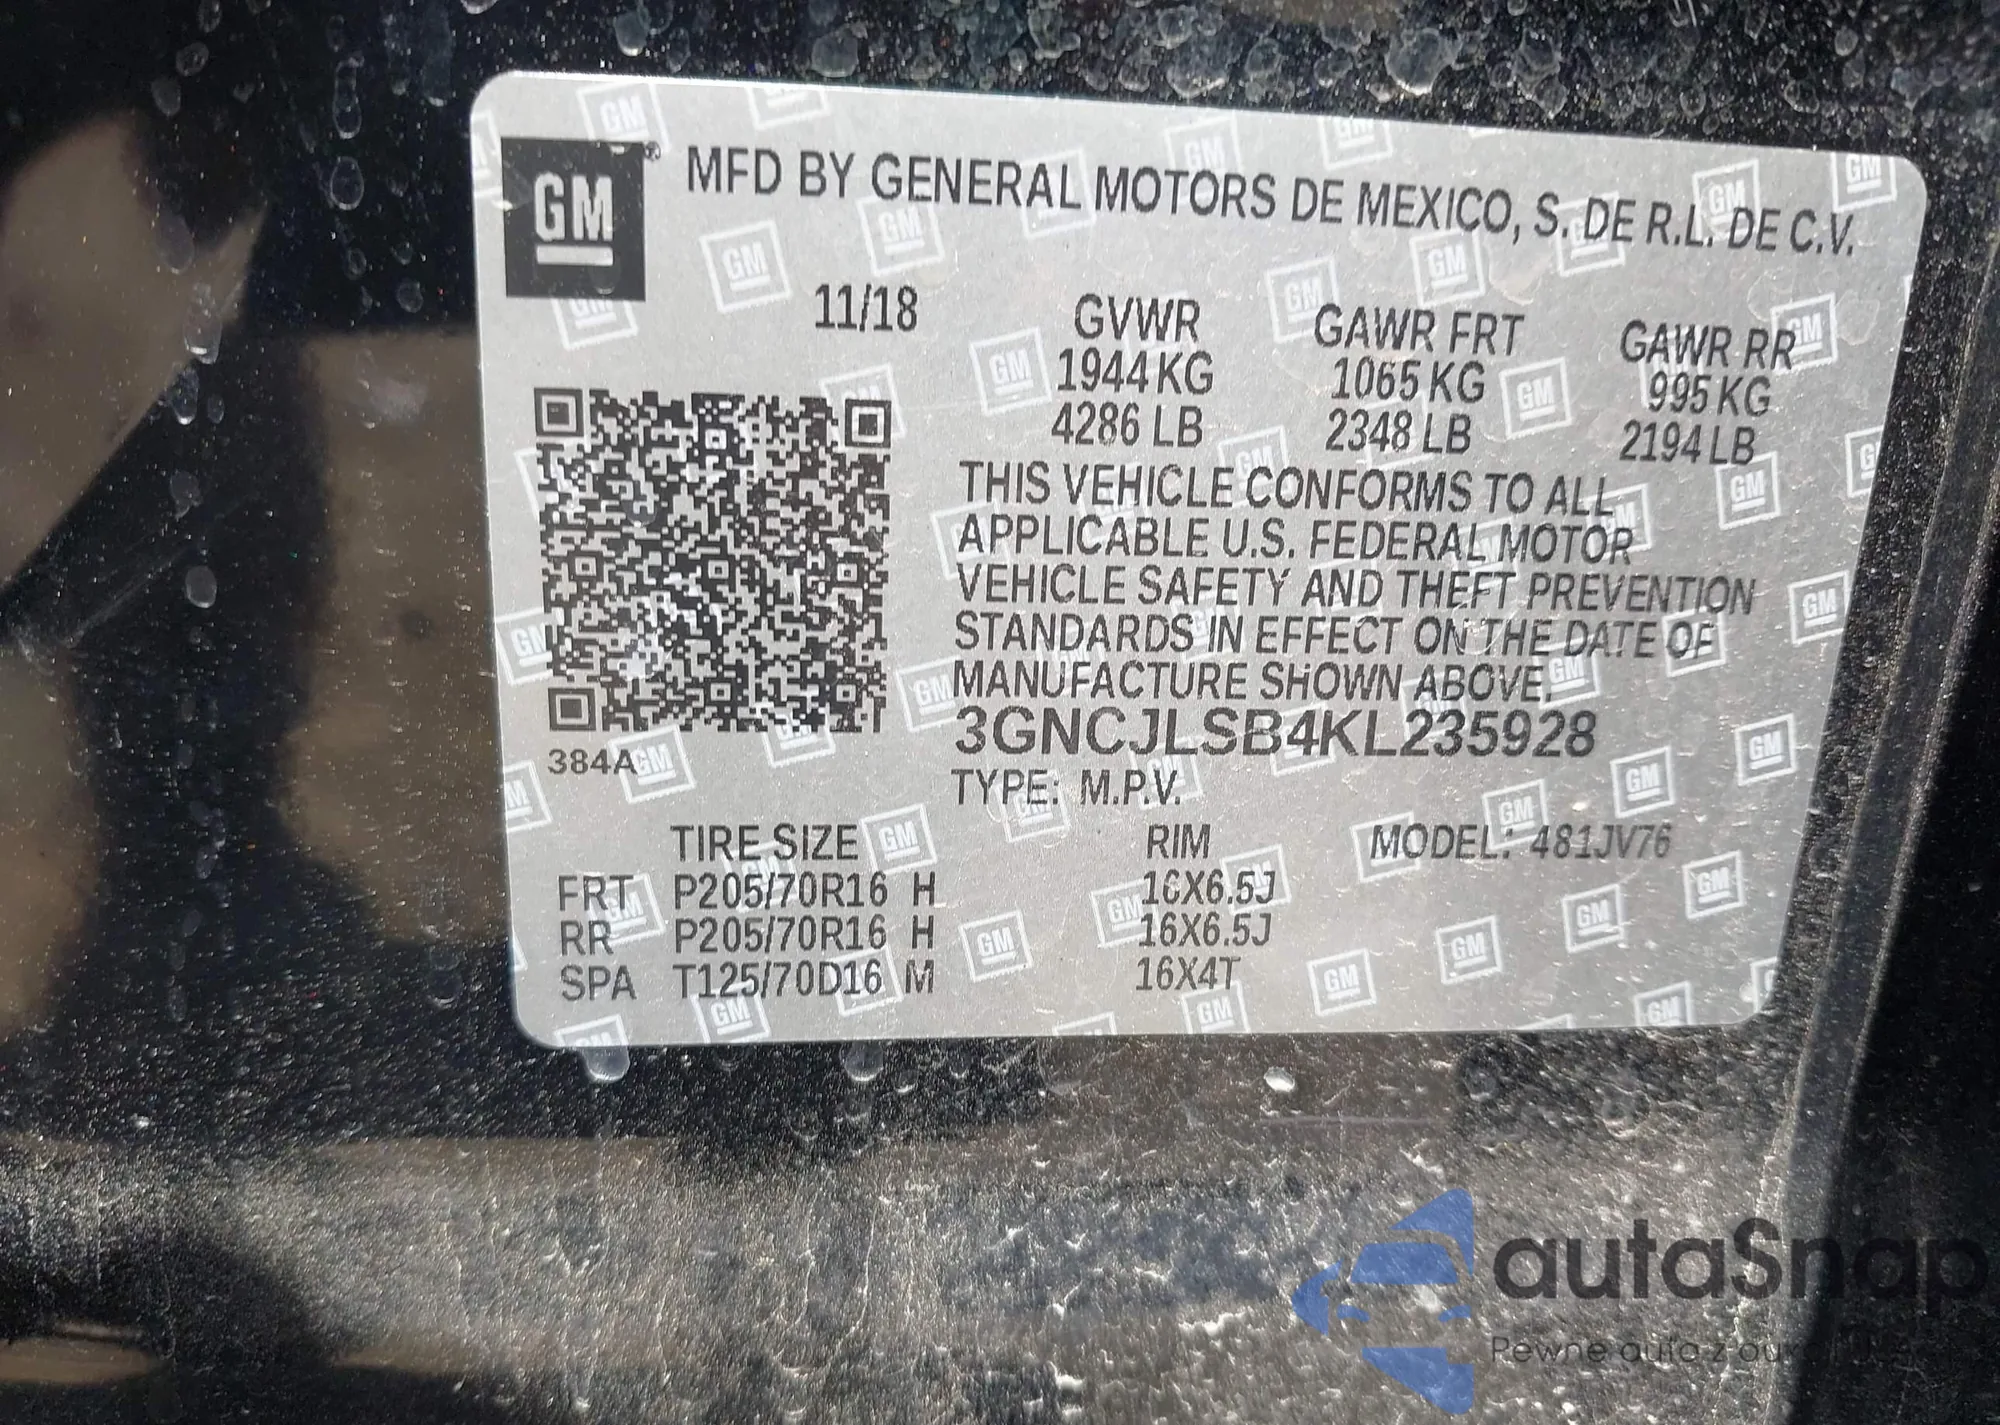 GM
MFD BY GENERAL MOTORS DE MEXICO, S. DE R.L. DE C.V.
11/18 GVWR GAWR FRT GAWR RR
1944 KG 1065 KG 995 KG
4286 LB 2348 LB 2194 LB
THIS VEHICLE CONFORMS TO ALL
APPLICABLE U.S. FEDERAL MOTOR
VEHICLE SAFETY AND THEFT PREVENTION
STANDARDS IN EFFECT ON THE DATE OF
MANUFACTURE SHOWN ABOVE.
3GNCJLSB4KL235928
384A
TYPE: M.P.V.
TIRE SIZE RIM MODEL: 481JV76
FRT P205/70R16 H 16X6.5J
RR P205/70R16 H 16X6.5J
SPA T125/70D16 M 16X4T
autaSnap
Pewne auto z